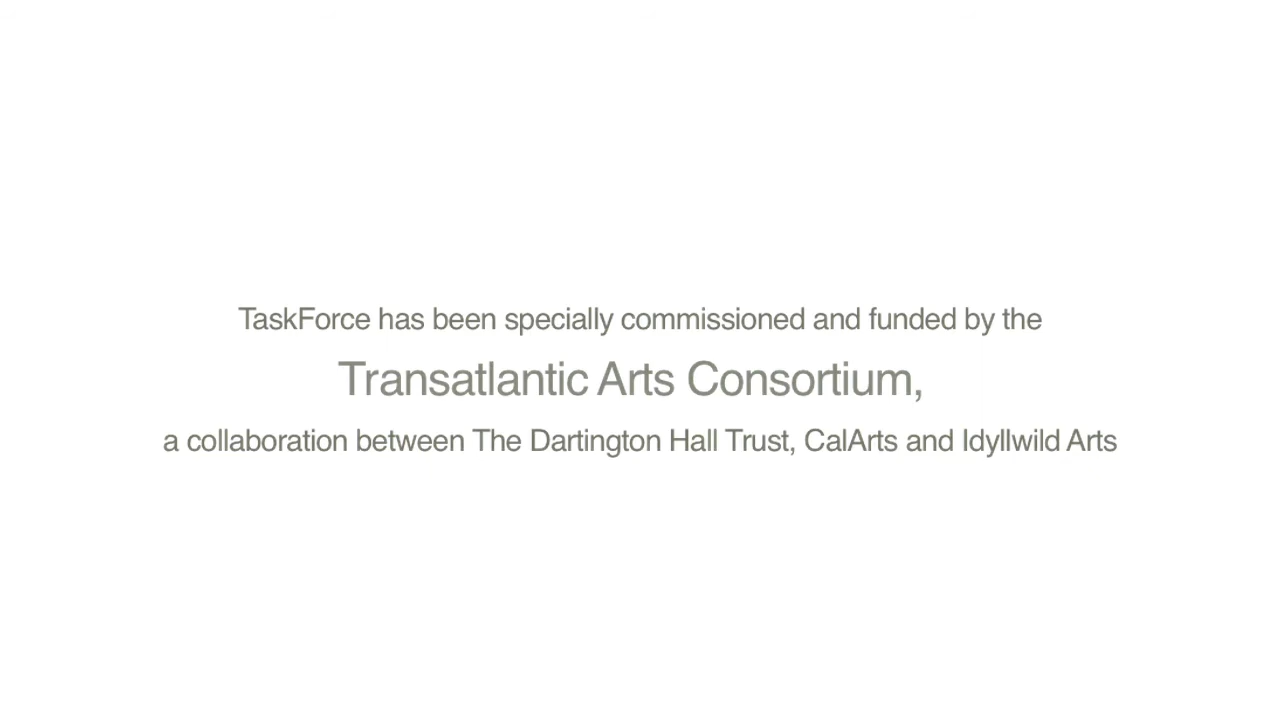 TaskForce has been specially commissioned and funded by the
Transatlantic Arts Consortium,
a collaboration between The Dartington Hall Trust, CalArts and Idyllwild Arts